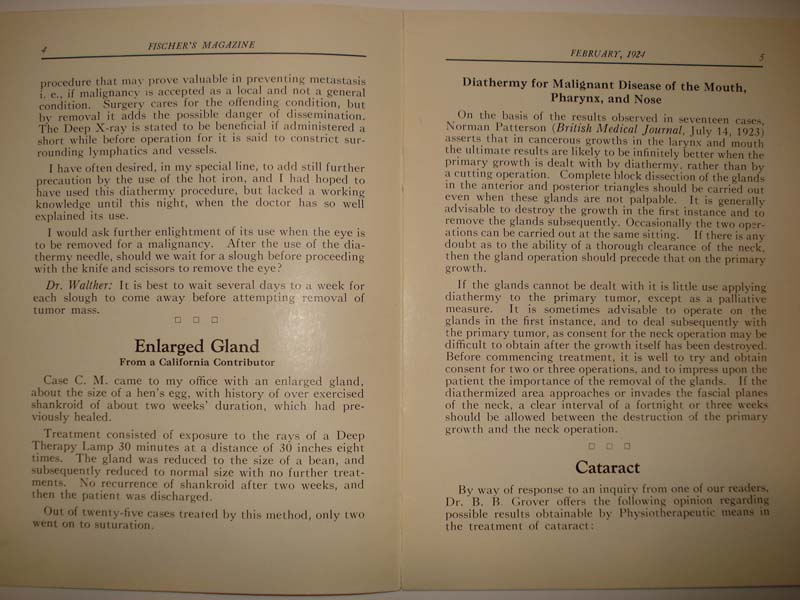 4
FISCHER'S MAGAZINE
procedure that may prove valuable in preventing metastasis
i. e., if malignancy is accepted as a local and not a general
condition. Surgery cares for the offending condition, but
by removal it adds the possible danger of dissemination.
The Deep X-ray is stated to be beneficial if administered a
short while before operation for it is said to constrict sur-
rounding lymphatics and vessels.
I have often desired, in my special line, to add still further
precaution by the use of the hot iron, and I had hoped to
have used this diathermy procedure, but lacked a working
knowledge until this night, when the doctor has so well
explained its use.
I would ask further enlightment of its use when the eye is
to be removed for a malignancy. After the use of the dia-
thermy needle, should we wait for a slough before proceeding
with the knife and scissors to remove the eye?
Dr. Walther: It is best to wait several days to a week for
each slough to come away before attempting removal of
tumor mass.
□ □ □
Enlarged Gland
From a California Contributor
Case C. M. came to my office with an enlarged gland,
about the size of a hen's egg, with history of over exercised
shankroid of about two weeks' duration, which had pre-
viously healed.
Treatment consisted of exposure to the rays of a Deep
Therapy Lamp 30 minutes at a distance of 30 inches eight
times. The gland was reduced to the size of a bean, and
subsequently reduced to normal size with no further treat-
ments. No recurrence of shankroid after two weeks, and
then the patient was discharged.
Out of twenty-five cases treated by this method, only two
went on to suturation.
FEBRUARY, 1924
5
Diathermy for Malignant Disease of the Mouth,
Pharynx, and Nose
On the basis of the results observed in seventeen cases,
Norman Patterson (British Medical Journal, July 14, 1923)
asserts that in cancerous growths in the larynx and mouth
the ultimate results are likely to be infinitely better when the
primary growth is dealt with by diathermy, rather than by
a cutting operation. Complete block dissection of the glands
in the anterior and posterior triangles should be carried out
even when these glands are not palpable. It is generally
advisable to destroy the growth in the first instance and to
remove the glands subsequently. Occasionally the two oper-
ations can be carried out at the same sitting. If there is any
doubt as to the ability of a thorough clearance of the neck,
then the gland operation should precede that on the primary
growth.
If the glands cannot be dealt with it is little use applying
diathermy to the primary tumor, except as a palliative
measure. It is sometimes advisable to operate on the
glands in the first instance, and to deal subsequently with
the primary tumor, as consent for the neck operation may be
difficult to obtain after the growth itself has been destroyed.
Before commencing treatment, it is well to try and obtain
consent for two or three operations, and to impress upon the
patient the importance of the removal of the glands. If the
diathermized area approaches or invades the fascial planes
of the neck, a clear interval of a fortnight or three weeks
should be allowed between the destruction of the primary
growth and the neck operation.
□ □ □
Cataract
By way of response to an inquiry from one of our readers,
Dr. B. B. Grover offers the following opinion regarding
possible results obtainable by Physiotherapeutic means in
the treatment of cataract: